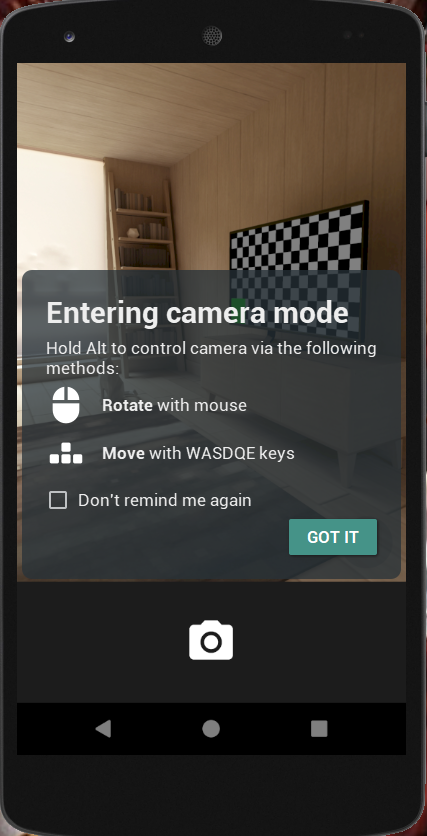 Entering camera mode
Hold Alt to control camera via the following
methods:
Rotate with mouse
Move with WASDQE keys
Don't remind me again
GOT IT